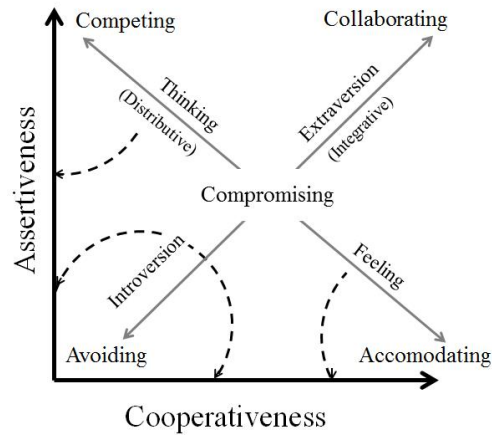 Competing
Collaborating
Thinking
(Distributive)
Extraversion
(Integrative)
Assertiveness
Compromising
Introversion
Feeling
Avoiding
Accomodating
Cooperativeness